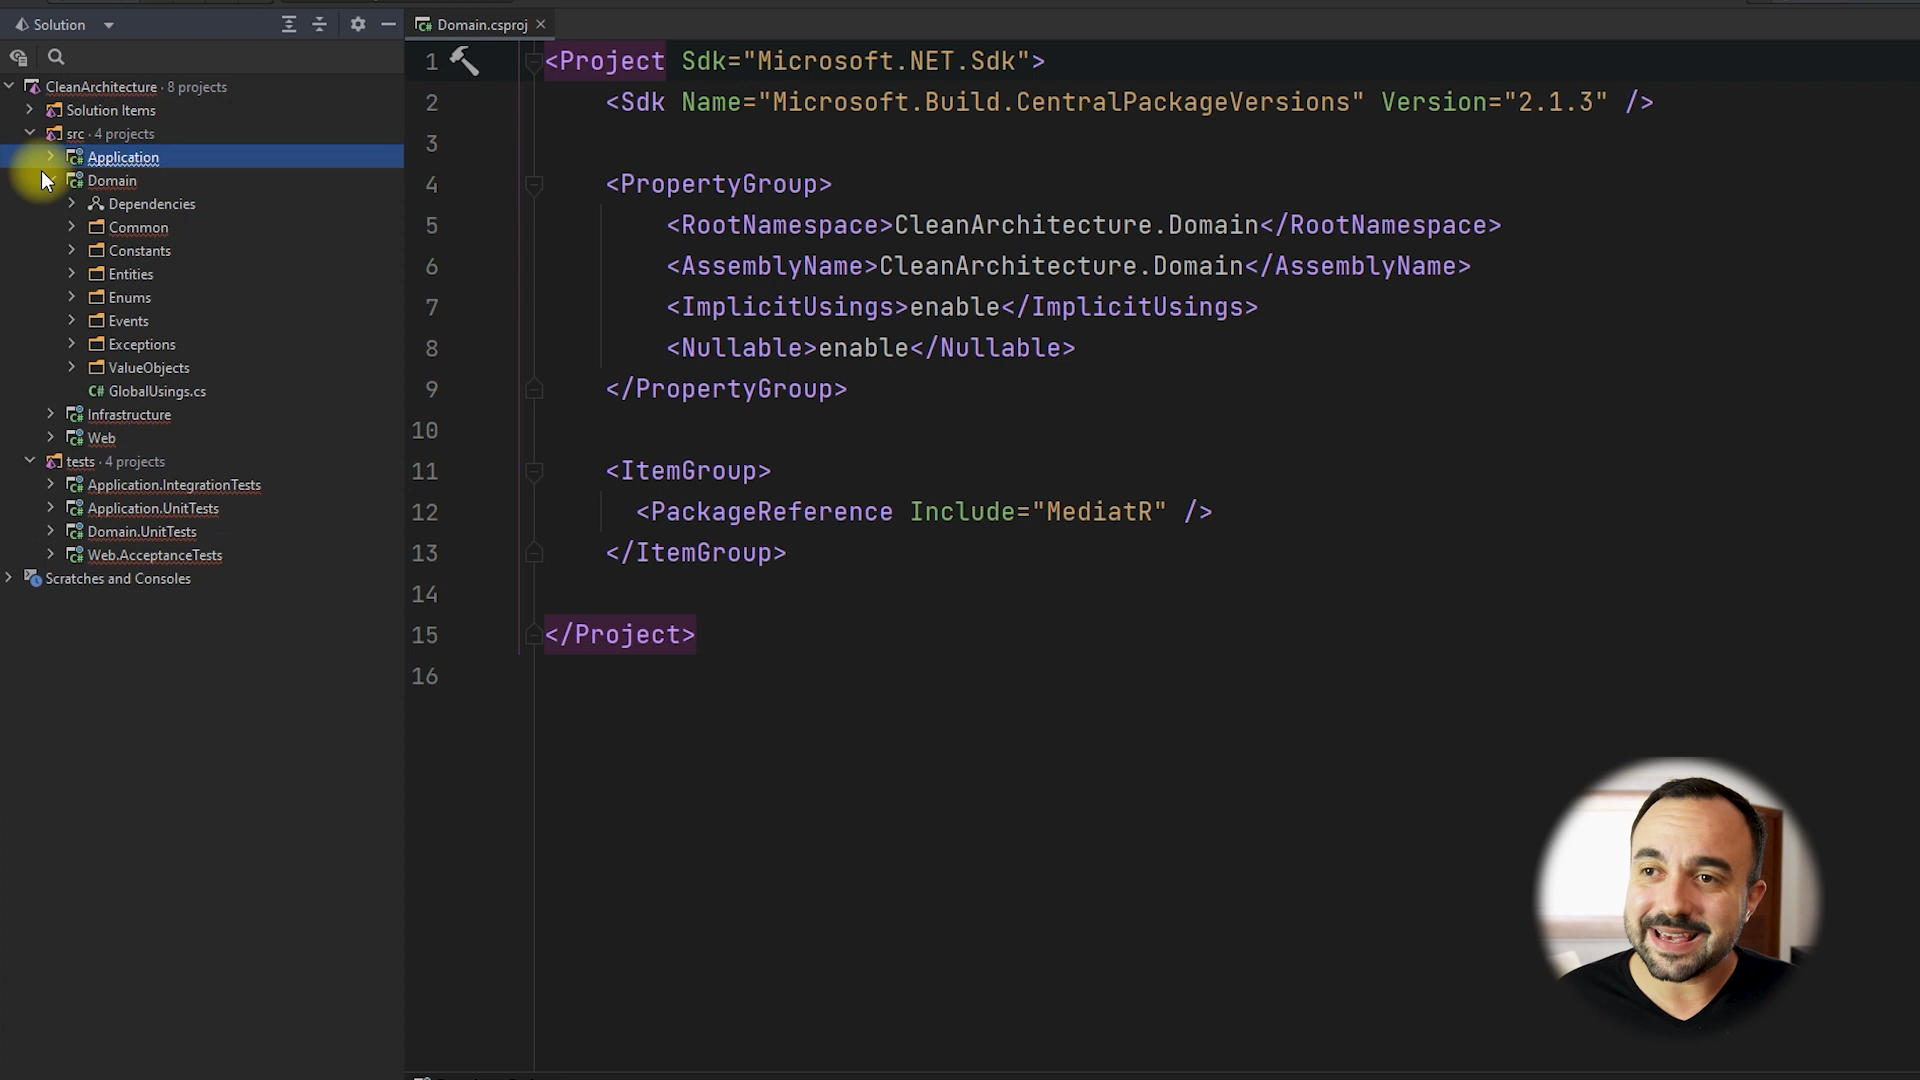 Solution
CleanArchitecture · 8 projects
Solution Items
src · 4 projects
Application
Domain
Dependencies
Common
Constants
Entities
Enums
Events
Exceptions
ValueObjects
C# GlobalUsings.cs
Infrastructure
Web
tests · 4 projects
Application.IntegrationTests
Application.UnitTests
Domain.UnitTests
Web.AcceptanceTests
Scratches and Consoles
Domain.csproj
1 <Project Sdk="Microsoft.NET.Sdk">
2 <Sdk Name="Microsoft.Build.CentralPackageVersions" Version="2.1.3" />
3
4 <PropertyGroup>
5 <RootNamespace>CleanArchitecture.Domain</RootNamespace>
6 <AssemblyName>CleanArchitecture.Domain</AssemblyName>
7 <ImplicitUsings>enable</ImplicitUsings>
8 <Nullable>enable</Nullable>
9 </PropertyGroup>
10
11 <ItemGroup>
12 <PackageReference Include="MediatR" />
13 </ItemGroup>
14
15 </Project>
16